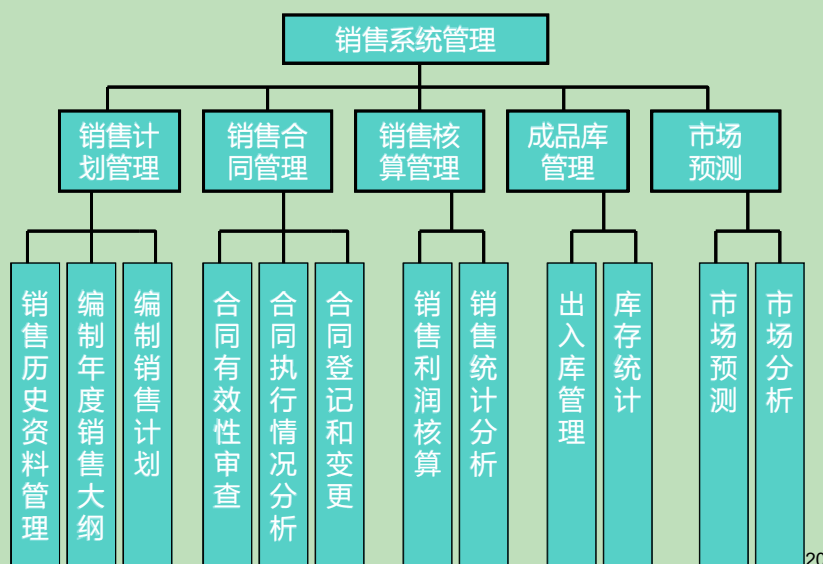 销售系统管理
销售计
划管理
销售合
同管理
销售核
算管理
成品库
管理
市场
预测
销售历史资料管理
编制年度销售大纲
编制销售计划
合同有效性审查
合同执行情况分析
合同登记和变更
销售利润核算
销售统计分析
出入库管理
库存统计
市场预测
市场分析
20